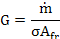 G = ṁ / σA_fr